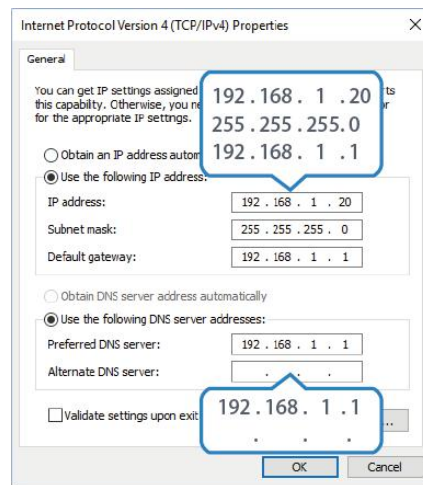 Internet Protocol Version 4 (TCP/IPv4) Properties
General
You can get IP settings assigned
this capability. Otherwise, you
for the appropriate IP settings.
192.168. 1 .20
255.255.255.0
192.168. 1 .1
Obtain an IP address
Use the following IP address:
IP address: 192 . 168 . 1 . 20
Subnet mask: 255 . 255 . 255 . 0
Default gateway: 192 . 168 . 1 . 1
Obtain DNS server address automatically
Use the following DNS server addresses:
Preferred DNS server: 192 . 168 . 1 . 1
Alternate DNS server: . . .
192.168. 1 .1
. . .
Validate settings upon exit
...
OK Cancel